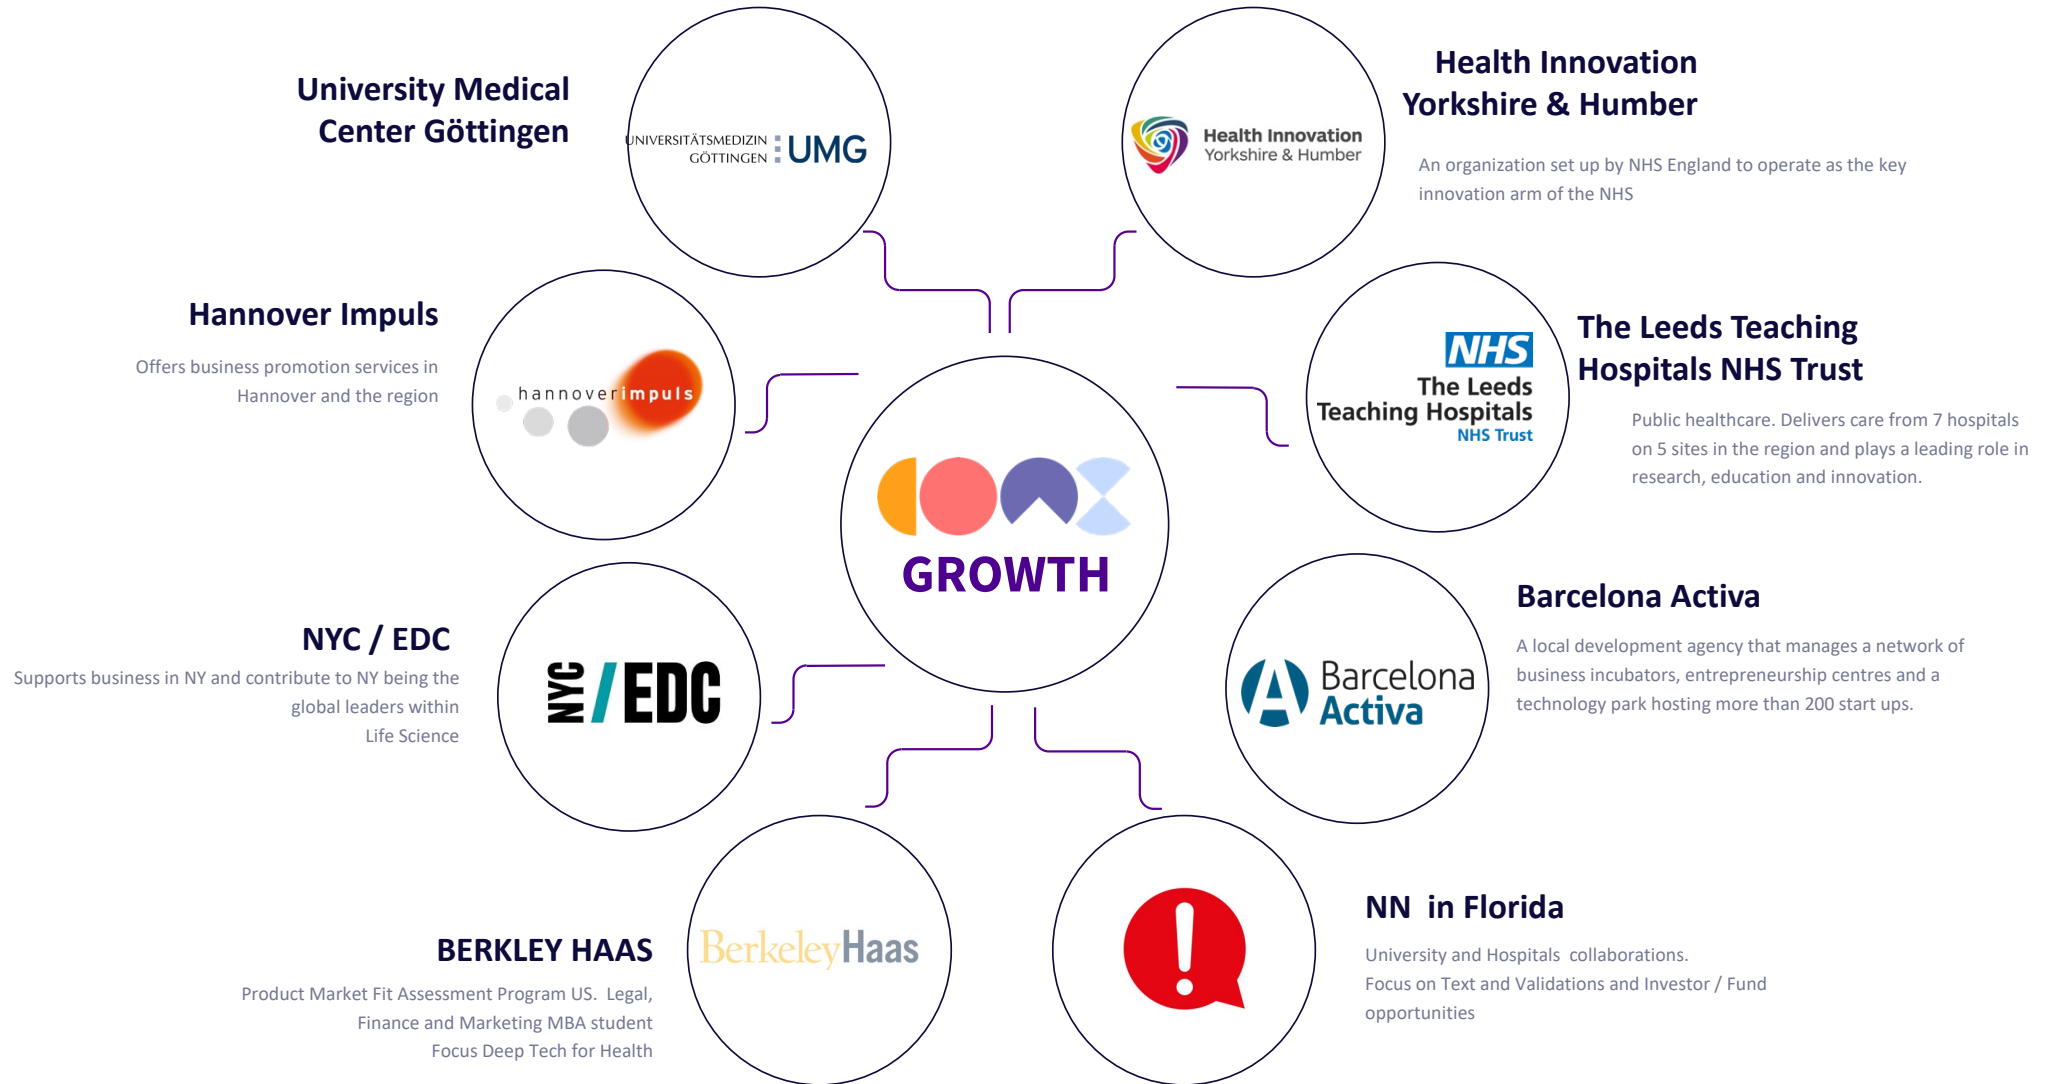 University Medical
Center Göttingen
UNIVERSITÄTSMEDIZIN
GÖTTINGEN
UMG
Health Innovation
Yorkshire & Humber
Health Innovation
Yorkshire & Humber
An organization set up by NHS England to operate as the key
innovation arm of the NHS
Hannover Impuls
Offers business promotion services in
Hannover and the region
hannoverimpuls
NHS
The Leeds
Teaching Hospitals
NHS Trust
The Leeds Teaching
Hospitals NHS Trust
Public healthcare. Delivers care from 7 hospitals
on 5 sites in the region and plays a leading role in
research, education and innovation.
GROWTH
NYC / EDC
Supports business in NY and contribute to NY being the
global leaders within
Life Science
NYC
/EDC
Barcelona
Activa
Barcelona Activa
A local development agency that manages a network of
business incubators, entrepreneurship centres and a
technology park hosting more than 200 start ups.
BERKLEY HAAS
Product Market Fit Assessment Program US. Legal,
Finance and Marketing MBA student
Focus Deep Tech for Health
BerkeleyHaas
NN in Florida
University and Hospitals collaborations.
Focus on Text and Validations and Investor / Fund
opportunities